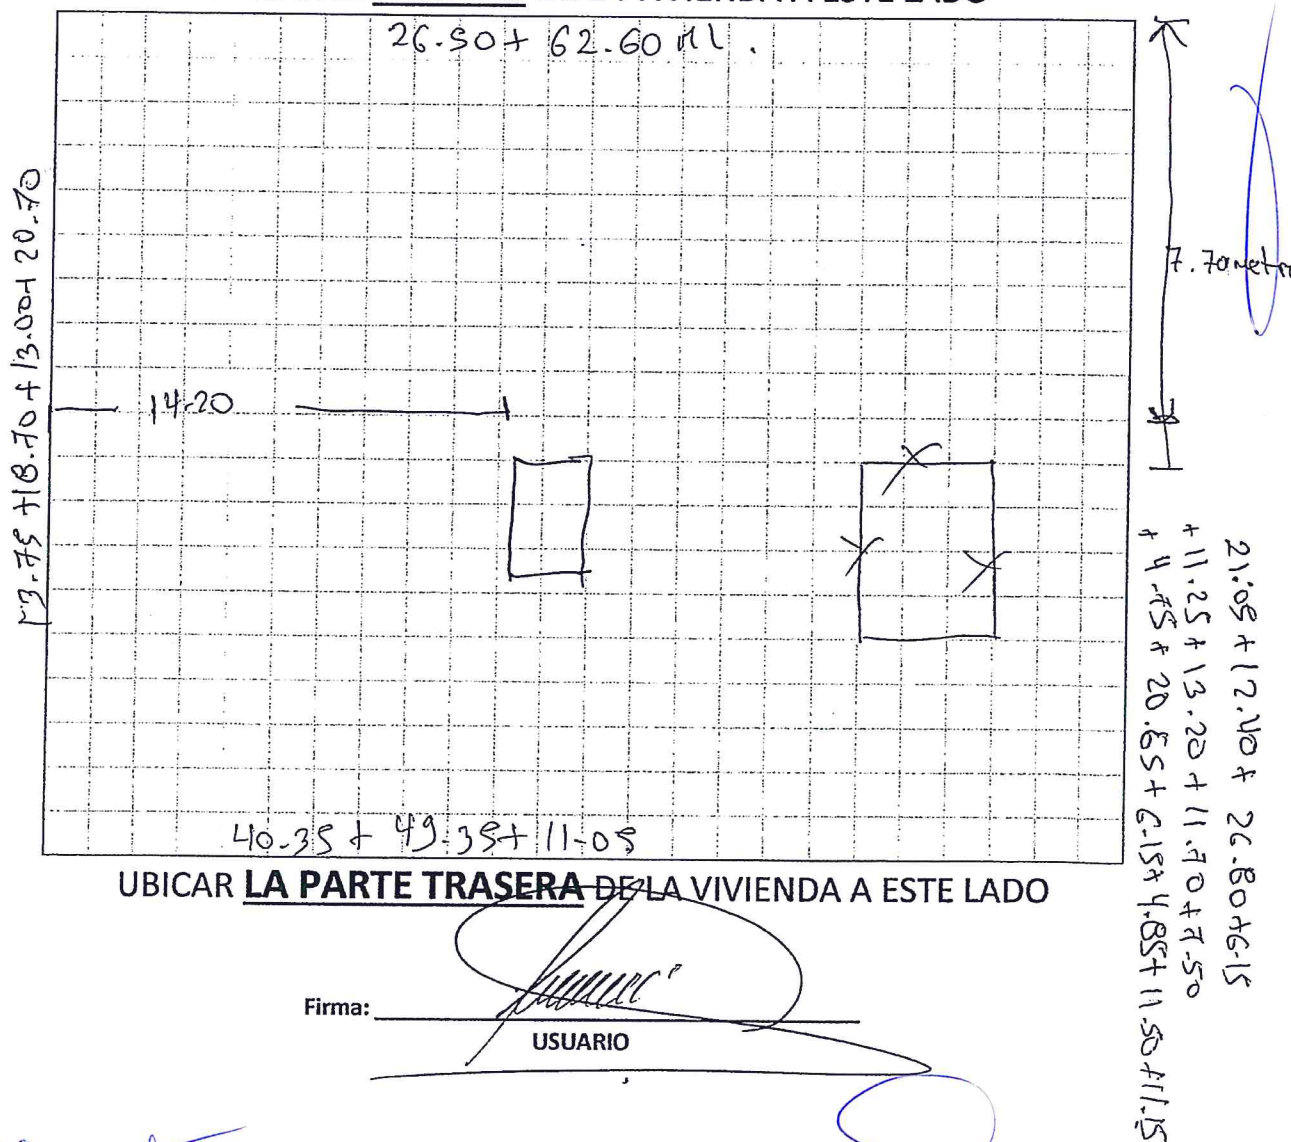 26.50 + 62.60 Ml.
13.75 + 18.70 + 13.00 + 20.70
7.70 metr
14.20
21.05 + 12.40 + 26.80 + 6.15
+ 11.25 + 13.20 + 11.70 + 7.50
+ 4.75 + 20.85 + 6.15 + 4.85 + 11.50 + 11.15
40.35 + 49.35 + 11.05
UBICAR LA PARTE TRASERA DE LA VIVIENDA A ESTE LADO
Firma:
USUARIO